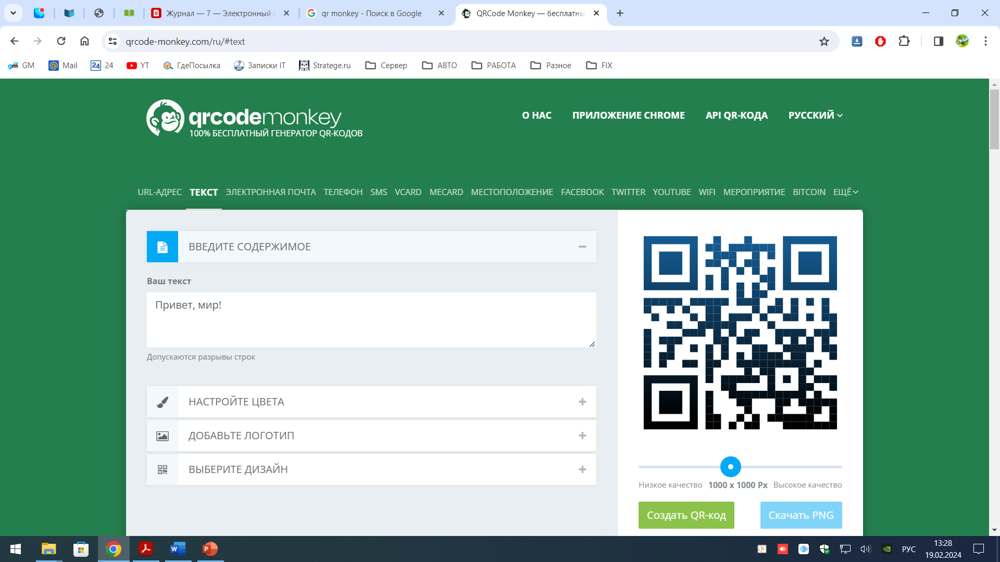 Журнал — 7 — Электронный
qr monkey - Поиск в Google
QRCode Monkey — бесплатны
qrcode-monkey.com/ru/#text
GM
Mail
24
YT
ГдеПосылка
Записки IT
Stratege.ru
Сервер
АВТО
РАБОТА
Разное
FIX
qrcodemonkey
100% БЕСПЛАТНЫЙ ГЕНЕРАТОР QR-КОДОВ
О НАС
ПРИЛОЖЕНИЕ CHROME
API QR-КОДА
РУССКИЙ
URL-АДРЕС
ТЕКСТ
ЭЛЕКТРОННАЯ ПОЧТА
ТЕЛЕФОН
SMS
VCARD
MECARD
МЕСТОПОЛОЖЕНИЕ
FACEBOOK
TWITTER
YOUTUBE
WIFI
МЕРОПРИЯТИЕ
BITCOIN
ЕЩЁ
ВВЕДИТЕ СОДЕРЖИМОЕ
Ваш текст
Привет, мир!
Допускаются разрывы строк
НАСТРОЙТЕ ЦВЕТА
ДОБАВЬТЕ ЛОГОТИП
ВЫБЕРИТЕ ДИЗАЙН
Низкое качество
1000 x 1000 Px
Высокое качество
Создать QR-код
Скачать PNG
РУС
13:28
19.02.2024